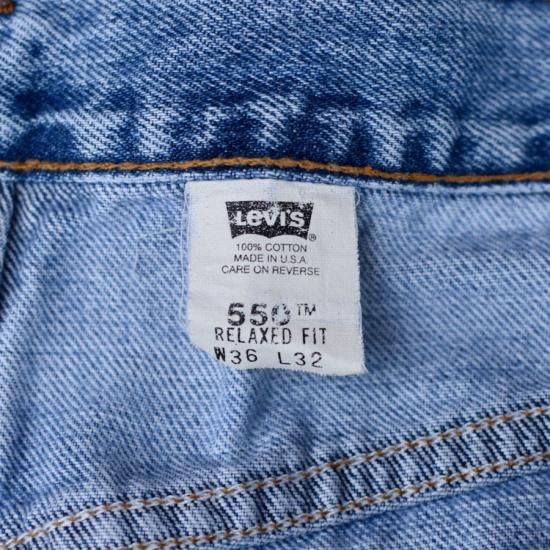 LEVI'S ®
100% COTTON
MADE IN U.S.A
CARE ON REVERSE
550™
RELAXED FIT
W36 L32